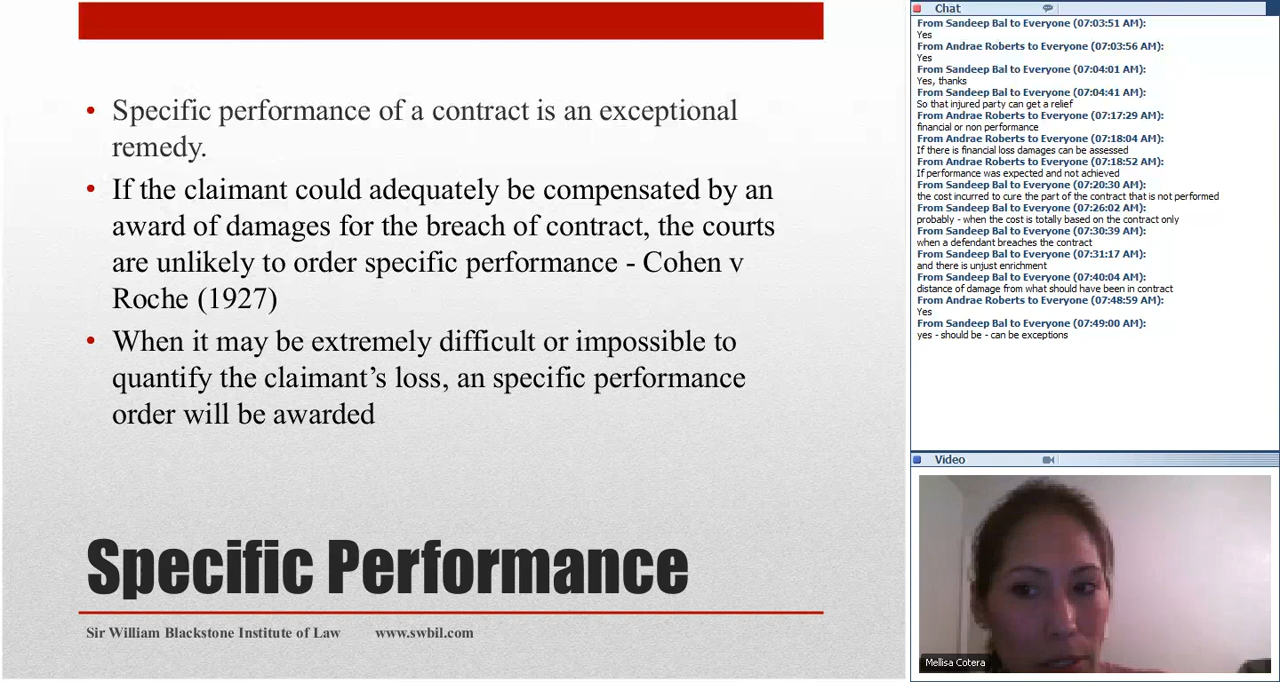 • Specific performance of a contract is an exceptional
remedy.
• If the claimant could adequately be compensated by an
award of damages for the breach of contract, the courts
are unlikely to order specific performance - Cohen v
Roche (1927)
• When it may be extremely difficult or impossible to
quantify the claimant’s loss, an specific performance
order will be awarded
Specific Performance
Sir William Blackstone Institute of Law www.swbil.com
Chat
From Sandeep Bal to Everyone (07:03:51 AM):
Yes
From Andrae Roberts to Everyone (07:03:56 AM):
Yes
From Sandeep Bal to Everyone (07:04:01 AM):
Yes, thanks
From Sandeep Bal to Everyone (07:04:41 AM):
So that injured party can get a relief
From Andrae Roberts to Everyone (07:17:29 AM):
financial or non performance
From Andrae Roberts to Everyone (07:18:04 AM):
If there is financial loss damages can be assessed
From Andrae Roberts to Everyone (07:18:52 AM):
If performance was expected and not achieved
From Sandeep Bal to Everyone (07:20:30 AM):
the cost incurred to cure the part of the contract that is not performed
From Sandeep Bal to Everyone (07:26:02 AM):
probably - when the cost is totally based on the contract only
From Sandeep Bal to Everyone (07:30:39 AM):
when a defendant breaches the contract
From Sandeep Bal to Everyone (07:31:17 AM):
and there is unjust enrichment
From Sandeep Bal to Everyone (07:40:04 AM):
distance of damage from what should have been in contract
From Andrae Roberts to Everyone (07:48:59 AM):
Yes
From Sandeep Bal to Everyone (07:49:00 AM):
yes - should be - can be exceptions
Video
Mellisa Cotera